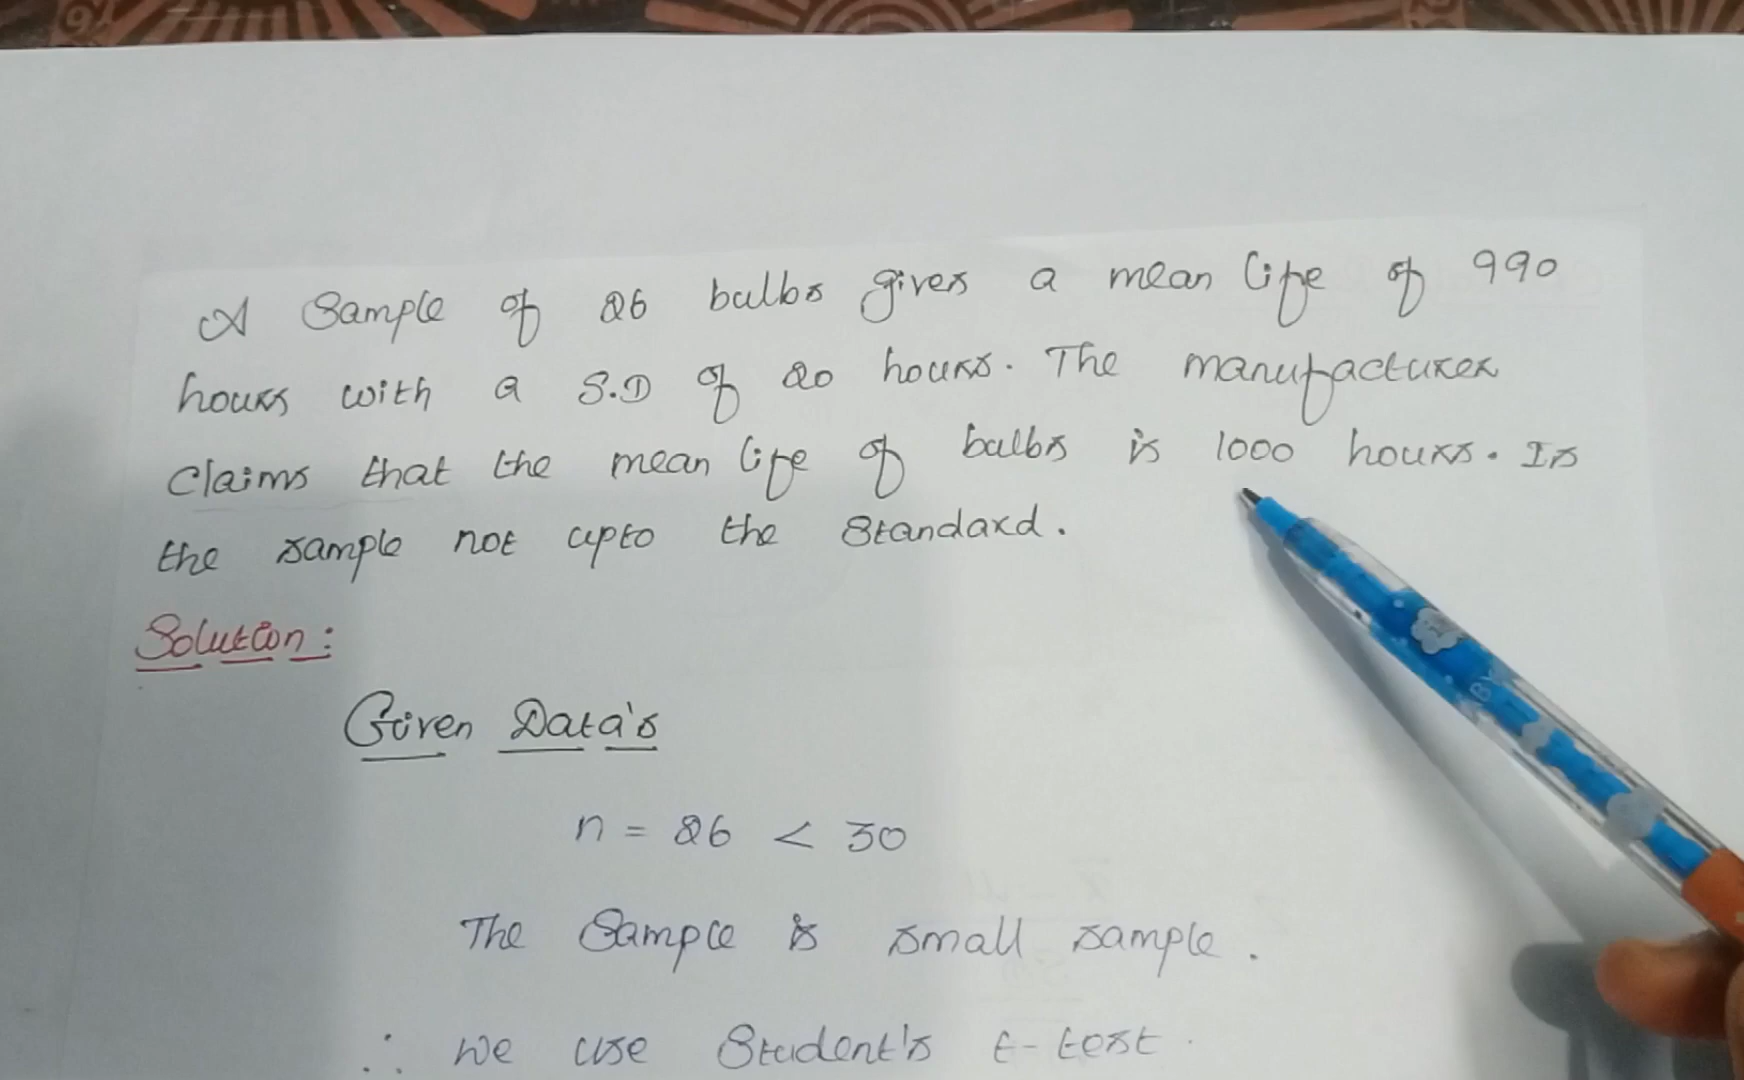 A Sample of 26 bulbs gives a mean life of 990
hours with a S.D of 20 hours. The manufacturer
claims that the mean life of bulbs is 1000 hours. Is
the sample not upto the Standard.
Solution:
Given Data's
n = 26 < 30
The Sample is small sample.
∴ we use Student's t-test.